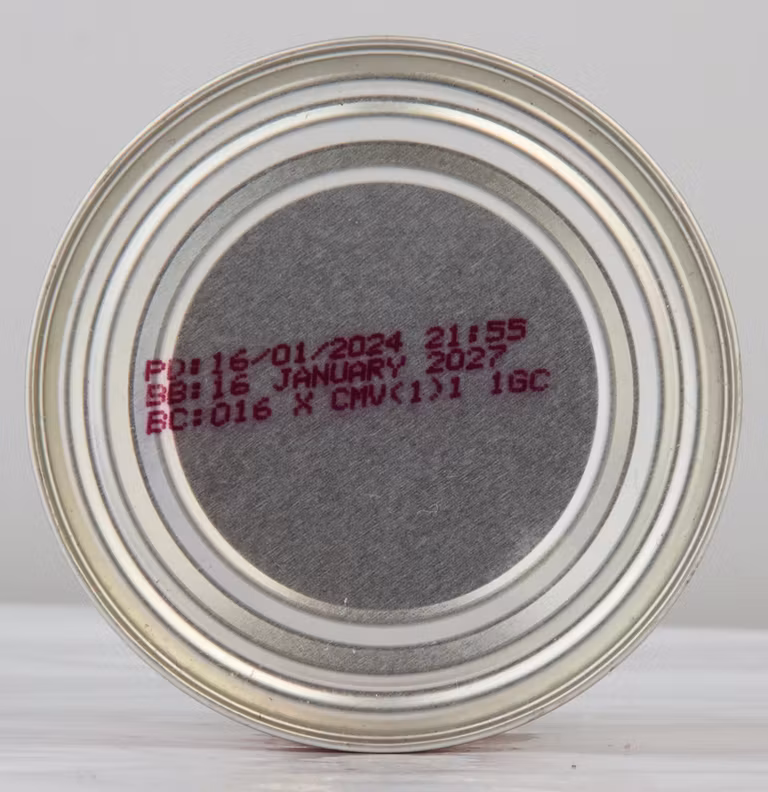 PD:16/01/2024 21:55
BB:16 JANUARY 2027
BC:016 X CMV(1)1 1GC